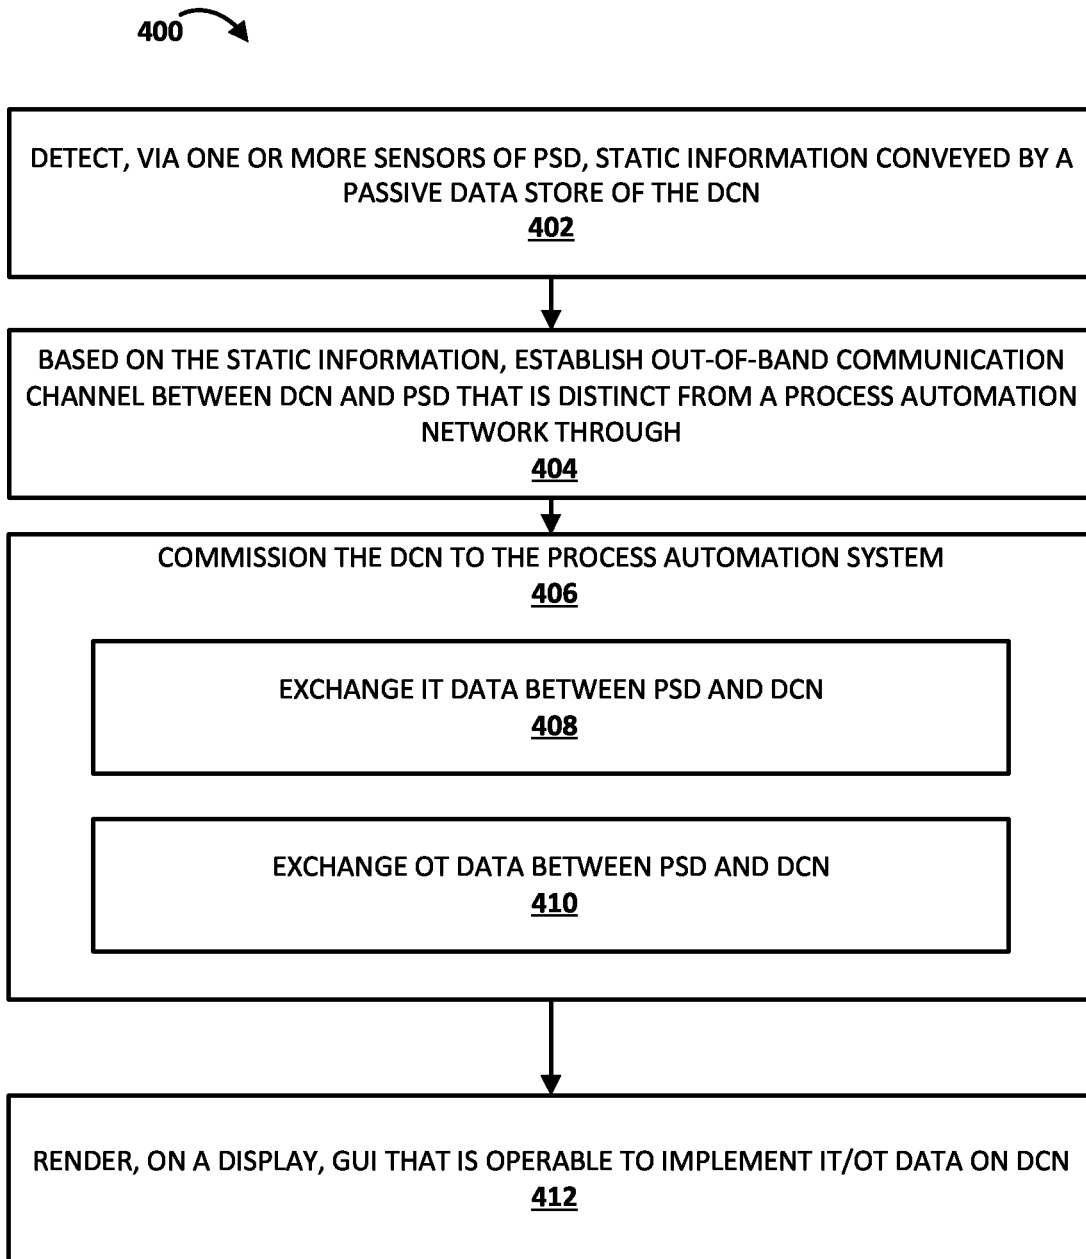 400
DETECT, VIA ONE OR MORE SENSORS OF PSD, STATIC INFORMATION CONVEYED BY A
PASSIVE DATA STORE OF THE DCN
402
BASED ON THE STATIC INFORMATION, ESTABLISH OUT-OF-BAND COMMUNICATION
CHANNEL BETWEEN DCN AND PSD THAT IS DISTINCT FROM A PROCESS AUTOMATION
NETWORK THROUGH
404
COMMISSION THE DCN TO THE PROCESS AUTOMATION SYSTEM
406
EXCHANGE IT DATA BETWEEN PSD AND DCN
408
EXCHANGE OT DATA BETWEEN PSD AND DCN
410
RENDER, ON A DISPLAY, GUI THAT IS OPERABLE TO IMPLEMENT IT/OT DATA ON DCN
412